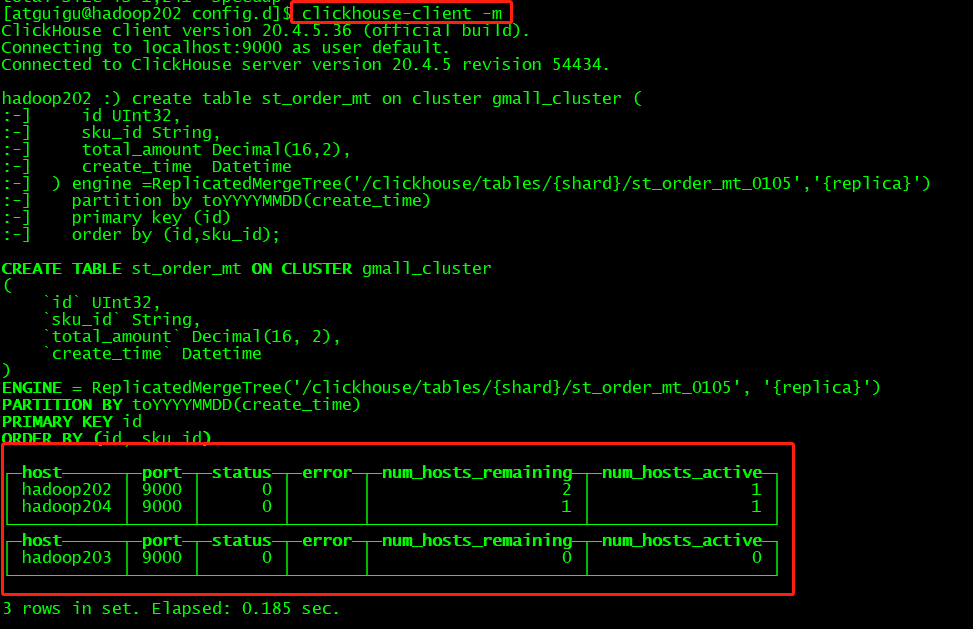 [atguigu@hadoop202 config.d]$ clickhouse-client -m
ClickHouse client version 20.4.5.36 (official build).
Connecting to localhost:9000 as user default.
Connected to ClickHouse server version 20.4.5 revision 54434.
hadoop202 :) create table st_order_mt on cluster gmall_cluster (
:-] id UInt32,
:-] sku_id String,
:-] total_amount Decimal(16,2),
:-] create_time Datetime
:-] ) engine =ReplicatedMergeTree('/clickhouse/tables/{shard}/st_order_mt_0105','{replica}')
:-] partition by toYYYYMMDD(create_time)
:-] primary key (id)
:-] order by (id,sku_id);
CREATE TABLE st_order_mt ON CLUSTER gmall_cluster
(
`id` UInt32,
`sku_id` String,
`total_amount` Decimal(16, 2),
`create_time` Datetime
)
ENGINE = ReplicatedMergeTree('/clickhouse/tables/{shard}/st_order_mt_0105', '{replica}')
PARTITION BY toYYYYMMDD(create_time)
PRIMARY KEY id
ORDER BY (id, sku_id)
host port status error num_hosts_remaining num_hosts_active
hadoop202 9000 0 2 1
hadoop204 9000 0 1 1
host port status error num_hosts_remaining num_hosts_active
hadoop203 9000 0 0 0
3 rows in set. Elapsed: 0.185 sec.